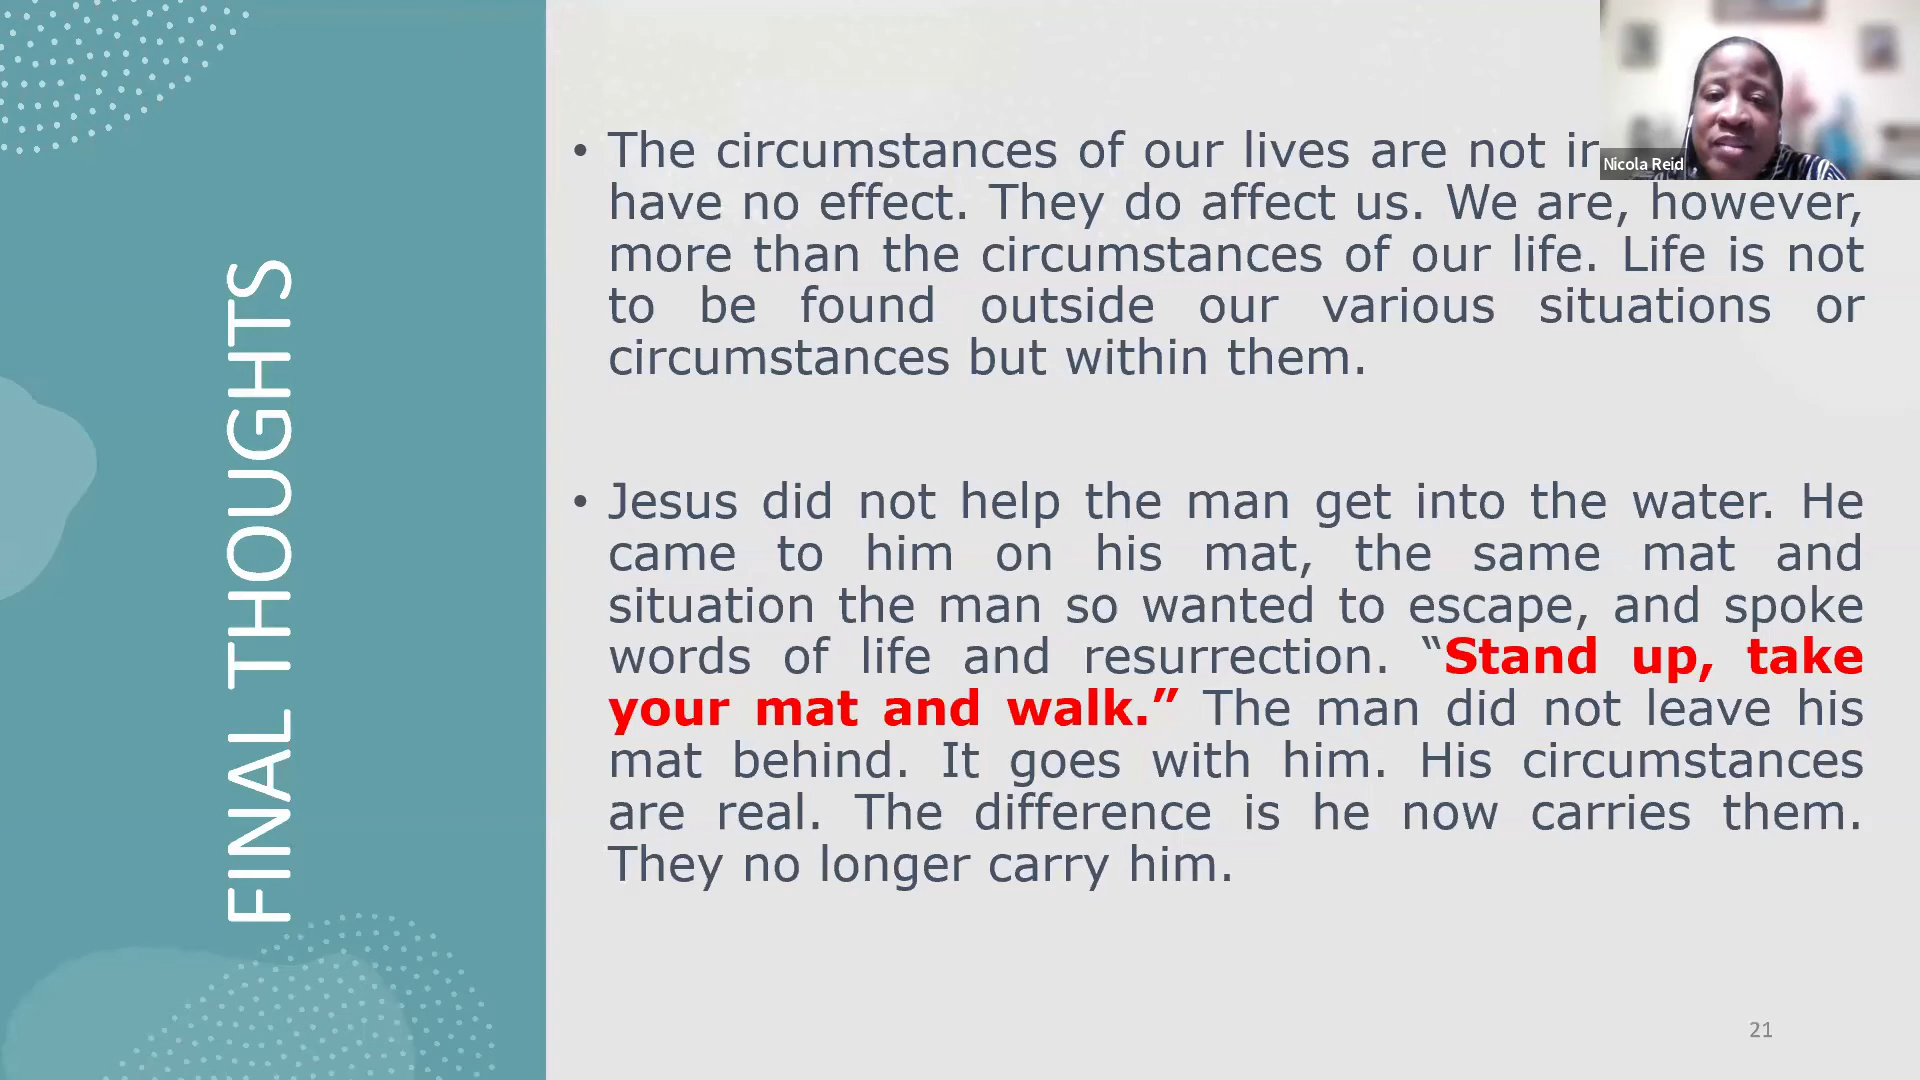 FINAL THOUGHTS
• The circumstances of our lives are not
have no effect. They do affect us. We are, however,
more than the circumstances of our life. Life is not
to be found outside our various situations or
circumstances but within them.
• Jesus did not help the man get into the water. He
came to him on his mat, the same mat and
situation the man so wanted to escape, and spoke
words of life and resurrection. “Stand up, take
your mat and walk.” The man did not leave his
mat behind. It goes with him. His circumstances
are real. The difference is he now carries them.
They no longer carry him.
Nicola Reid
21